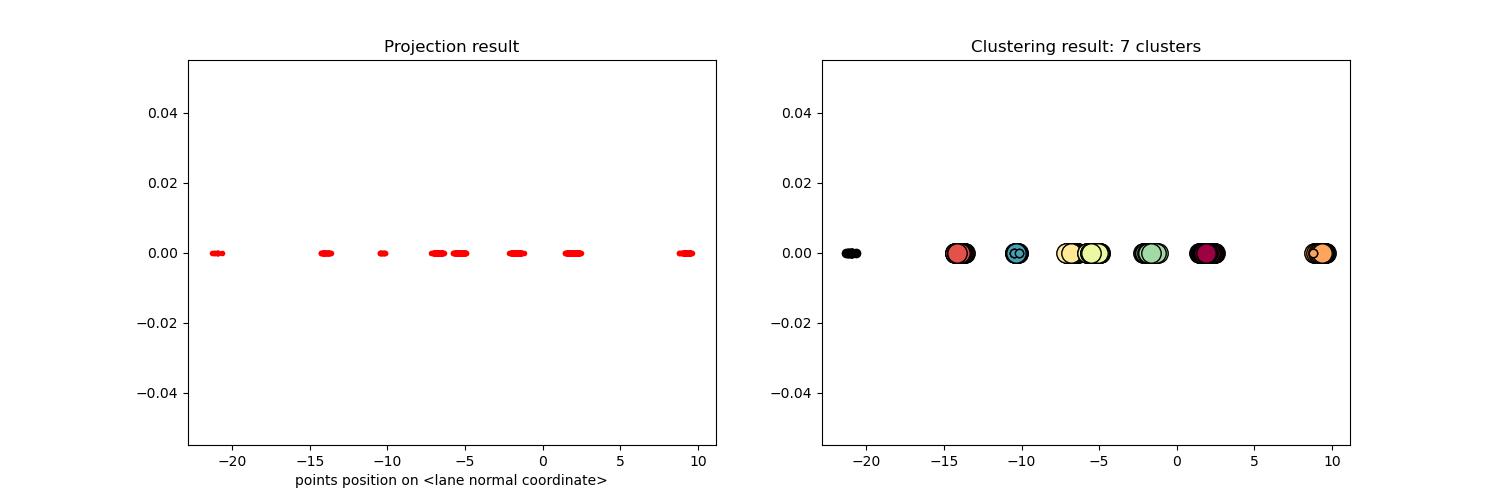 Projection result
0.04
0.02
0.00
−0.02
−0.04
−20 −15 −10 −5 0 5 10
points position on <lane normal coordinate>
Clustering result: 7 clusters
0.04
0.02
0.00
−0.02
−0.04
−20 −15 −10 −5 0 5 10